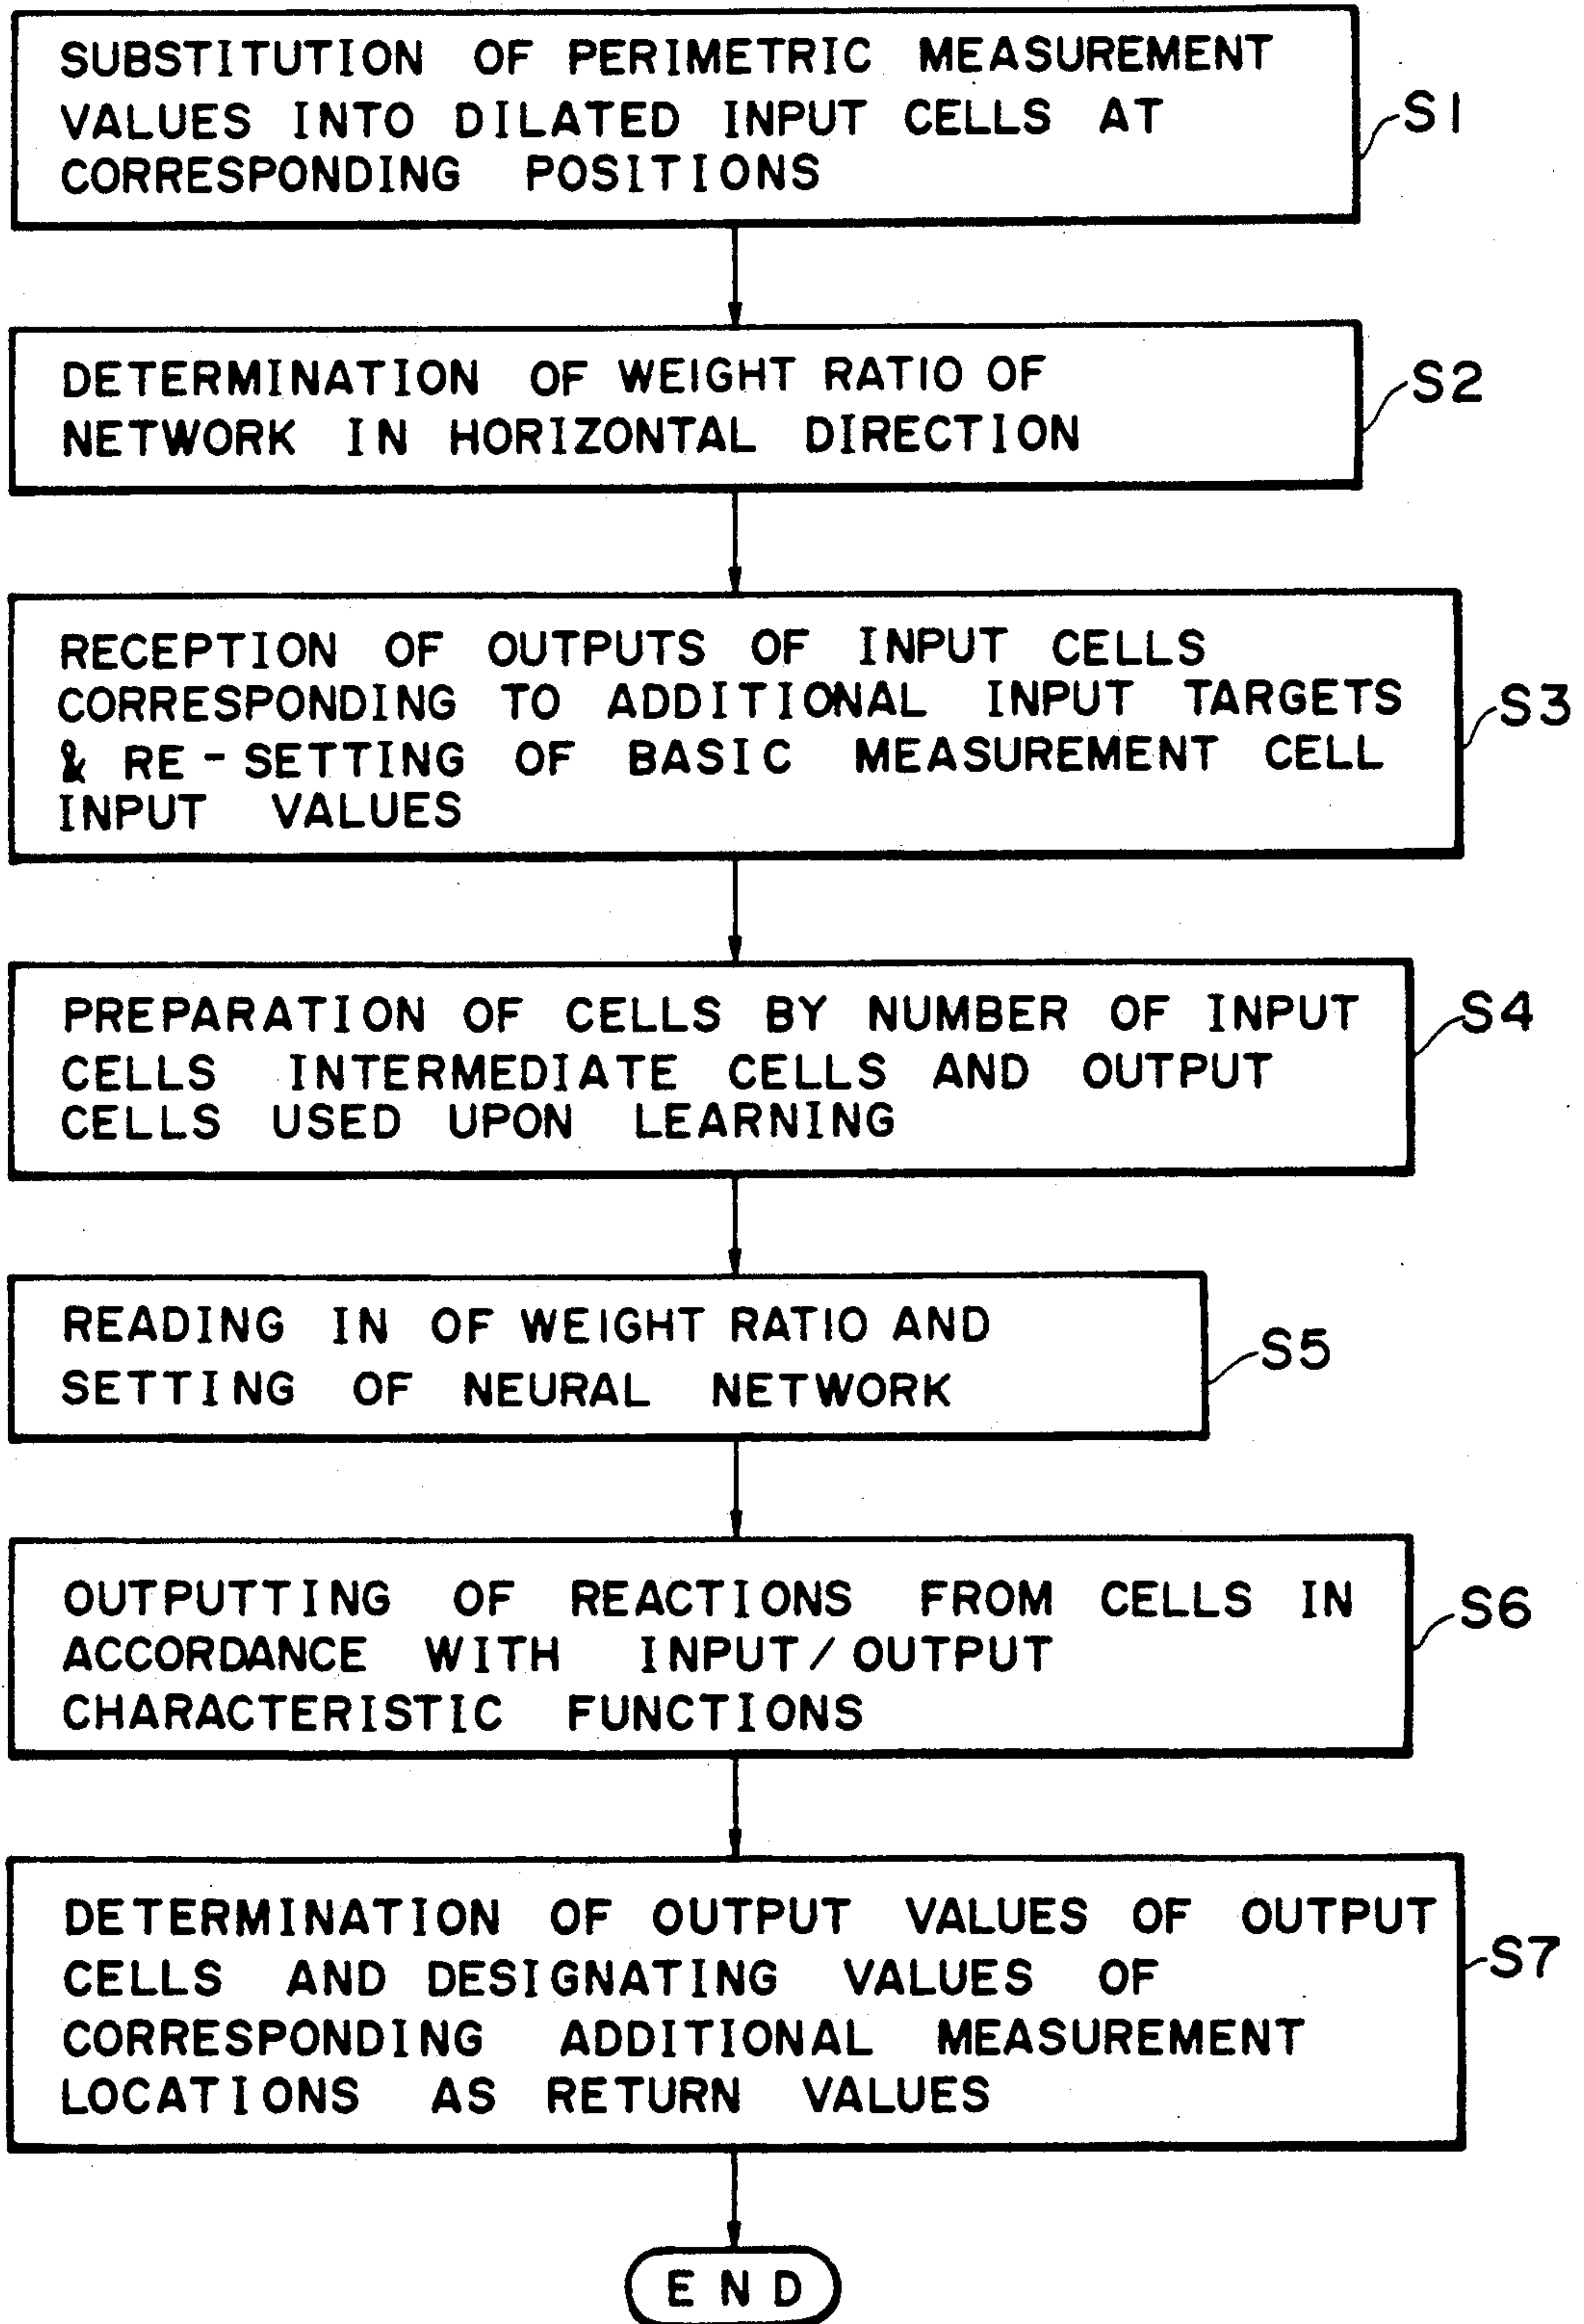 SUBSTITUTION OF PERIMETRIC MEASUREMENT
VALUES INTO DILATED INPUT CELLS AT
CORRESPONDING POSITIONS
S1
DETERMINATION OF WEIGHT RATIO OF
NETWORK IN HORIZONTAL DIRECTION
S2
RECEPTION OF OUTPUTS OF INPUT CELLS
CORRESPONDING TO ADDITIONAL INPUT TARGETS
& RE-SETTING OF BASIC MEASUREMENT CELL
INPUT VALUES
S3
PREPARATION OF CELLS BY NUMBER OF INPUT
CELLS INTERMEDIATE CELLS AND OUTPUT
CELLS USED UPON LEARNING
S4
READING IN OF WEIGHT RATIO AND
SETTING OF NEURAL NETWORK
S5
OUTPUTTING OF REACTIONS FROM CELLS IN
ACCORDANCE WITH INPUT/OUTPUT
CHARACTERISTIC FUNCTIONS
S6
DETERMINATION OF OUTPUT VALUES OF OUTPUT
CELLS AND DESIGNATING VALUES OF
CORRESPONDING ADDITIONAL MEASUREMENT
LOCATIONS AS RETURN VALUES
S7
END